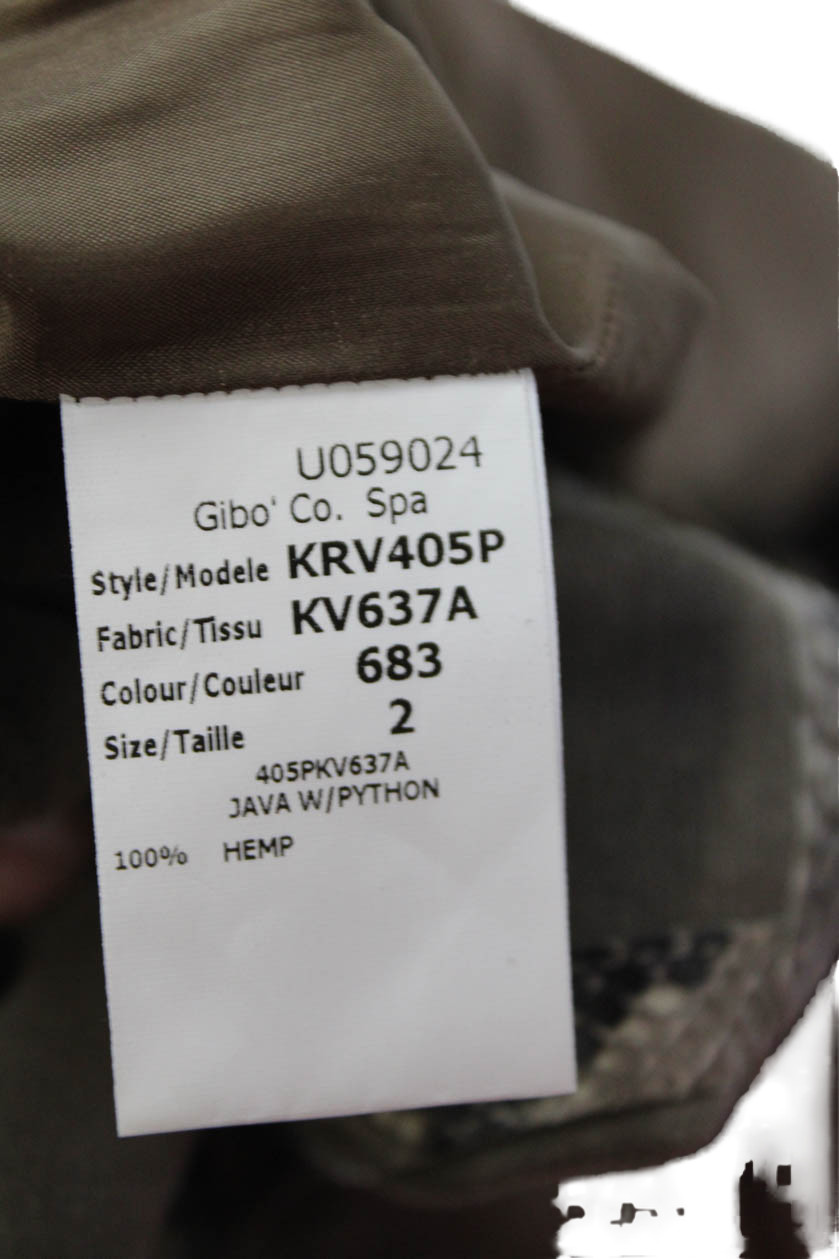 U059024
Gibo' Co. Spa
Style/Modele KRV405P
Fabric/Tissu KV637A
Colour/Couleur 683
Size/Taille 2
405PKV637A
JAVA W/PYTHON
100% HEMP